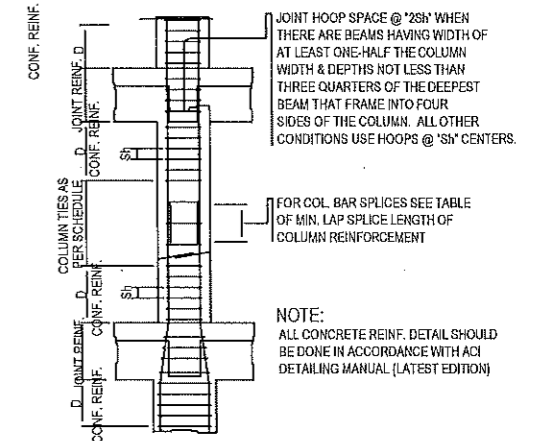 CONF. REINF.
D
JOINT REINF.
CONF. REINF.
D
Sh
COLUMN TIES AS
PER SCHEDULE
D
CONF. REINF.
Sh
JOINT REINF.
D
CONF. REINF.
JOINT HOOP SPACE @ "2Sh" WHEN
THERE ARE BEAMS HAVING WIDTH OF
AT LEAST ONE-HALF THE COLUMN
WIDTH & DEPTHS NOT LESS THAN
THREE QUARTERS OF THE DEEPEST
BEAM THAT FRAME INTO FOUR
SIDES OF THE COLUMN. ALL OTHER
CONDITIONS USE HOOPS @ "Sh" CENTERS.
FOR COL. BAR SPLICES SEE TABLE
OF MIN. LAP SPLICE LENGTH OF
COLUMN REINFORCEMENT
NOTE:
ALL CONCRETE REINF. DETAIL SHOULD
BE DONE IN ACCORDANCE WITH ACI
DETAILING MANUAL (LATEST EDITION)